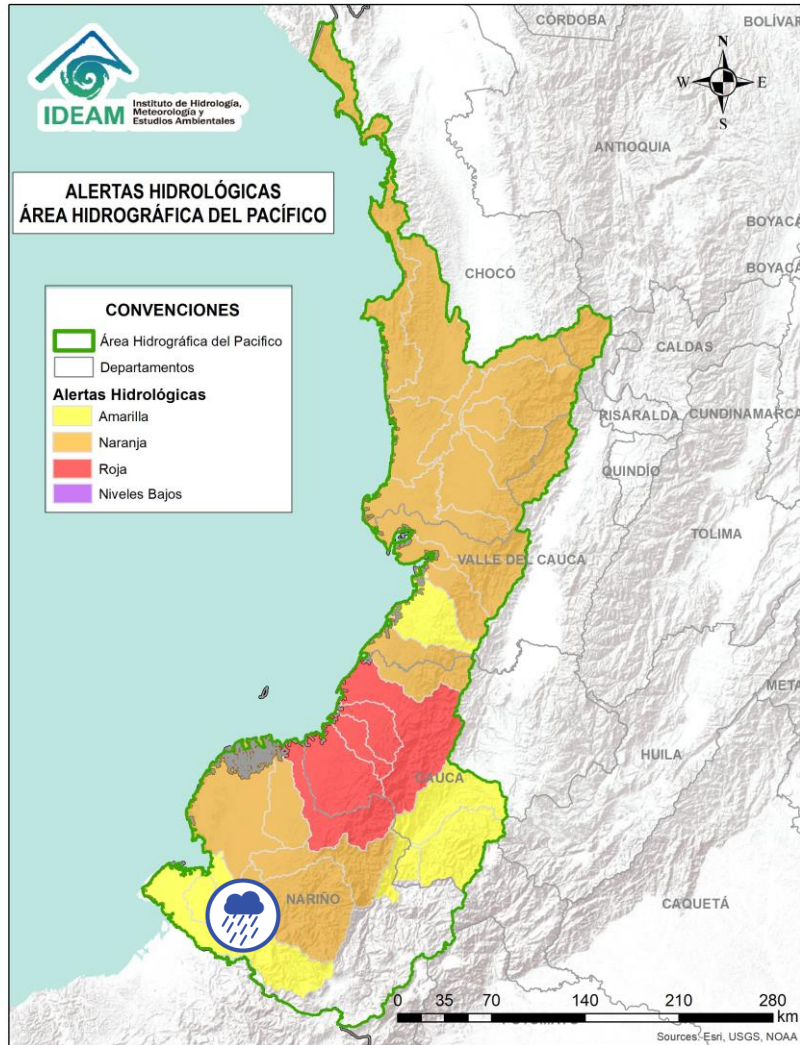 CÓRDOBA
BOLÍVAR
IDEAM
Instituto de Hidrología,
Meteorología y
Estudios Ambientales
N
W
E
S
ANTIOQUIA
ALERTAS HIDROLÓGICAS
ÁREA HIDROGRÁFICA DEL PACÍFICO
BOYACÁ
BOYACÁ
CHOCÓ
CONVENCIONES
Área Hidrográfica del Pacifico
Departamentos
Alertas Hidrológicas
Amarilla
Naranja
Roja
Niveles Bajos
CALDAS
RISARALDA
CUNDINAMARCA
QUINDÍO
TOLIMA
VALLE DEL CAUCA
META
HUILA
CAUCA
NARIÑO
CAQUETÁ
0 35 70 140 210 280
km
Sources: Esri, USGS, NOAA